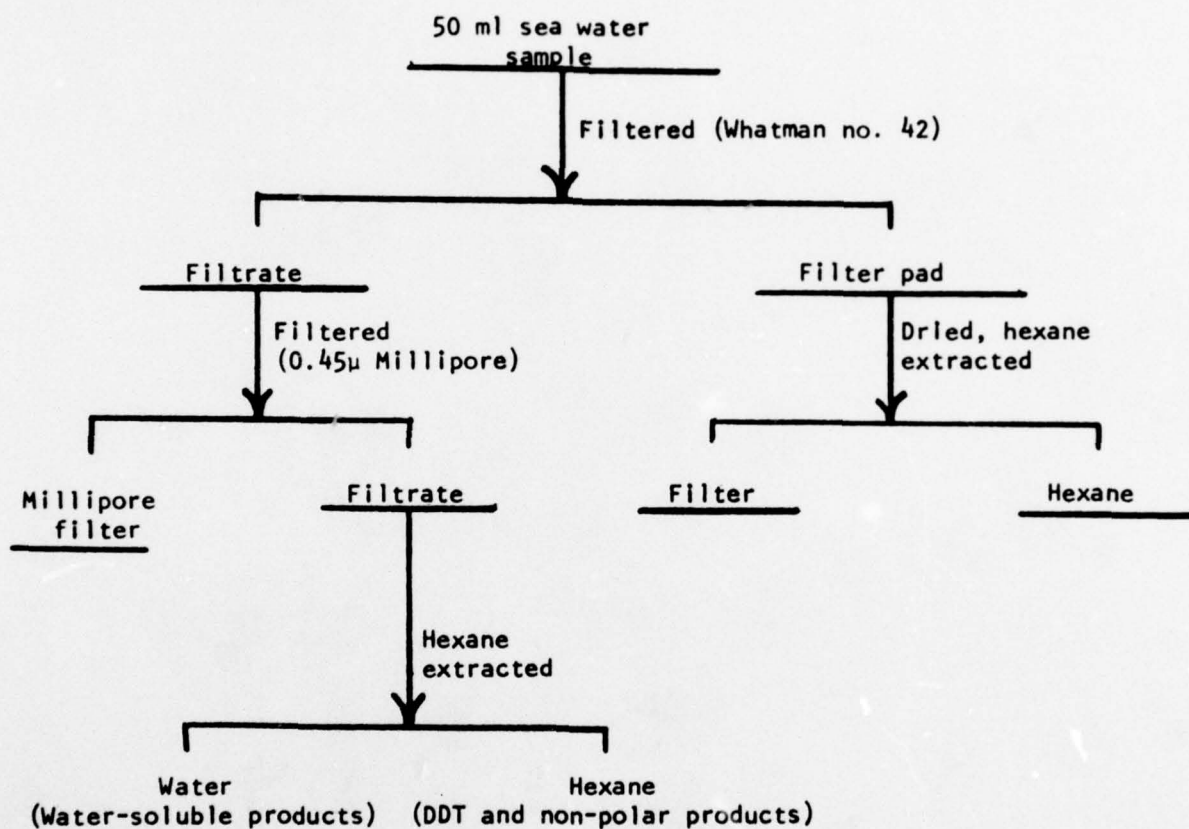 50 ml sea water
sample
Filtered (Whatman no. 42)
Filtrate
Filter pad
Filtered
(0.45µ Millipore)
Dried, hexane
extracted
Millipore
filter
Filtrate
Filter
Hexane
Hexane
extracted
Water
(Water-soluble products)
Hexane
(DDT and non-polar products)